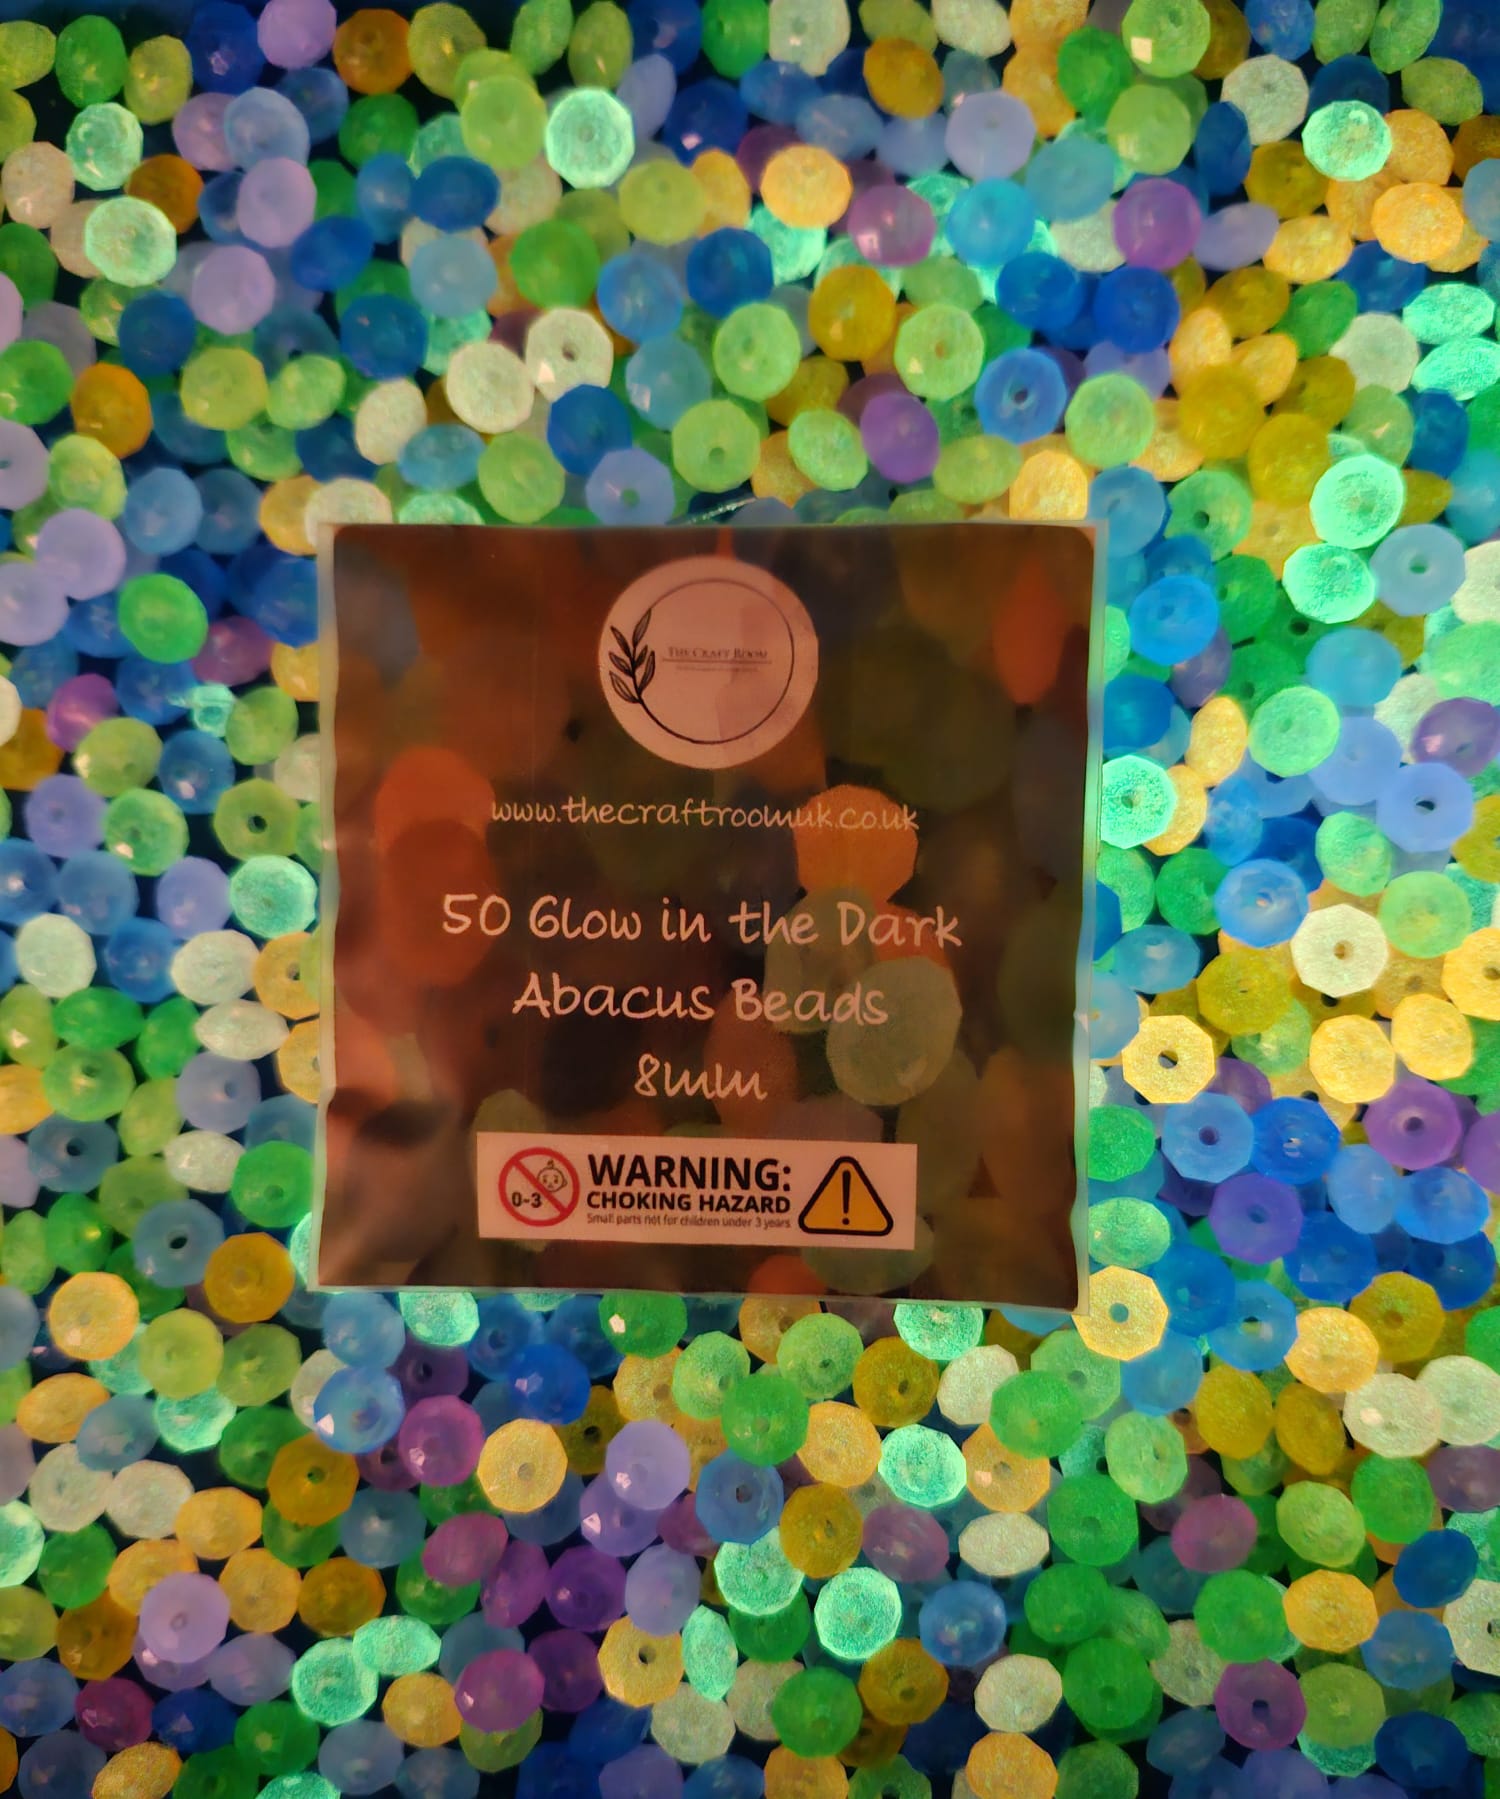 The Craft Room
www.thecraftroomuk.co.uk
50 Glow in the Dark
Abacus Beads
8mm
0-3
WARNING:
CHOKING HAZARD
Small parts not for children under 3 years